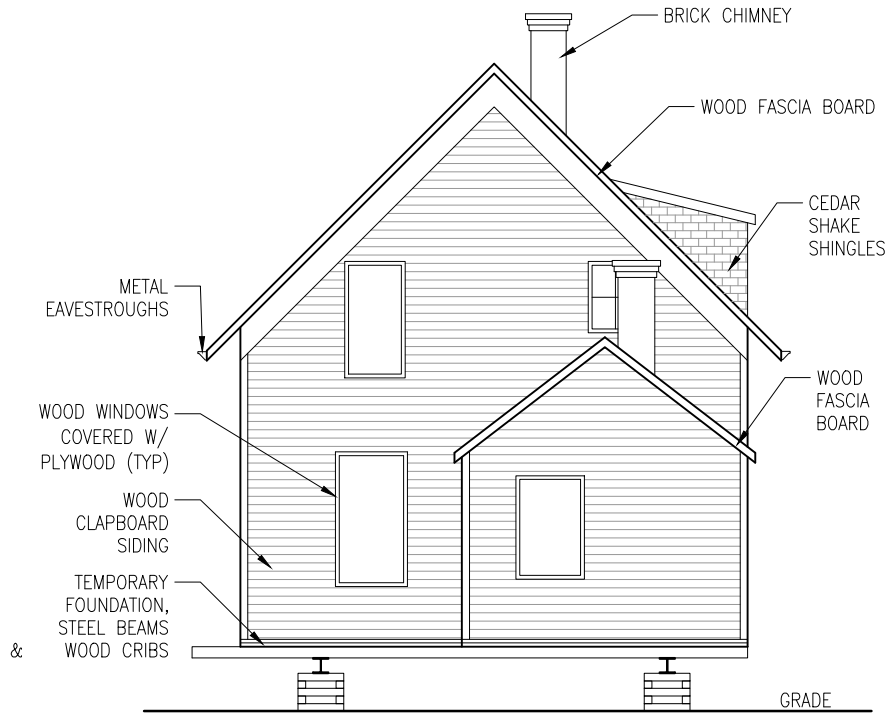 BRICK CHIMNEY
WOOD FASCIA BOARD
CEDAR
SHAKE
SHINGLES
METAL
EAVESTROUGHS
WOOD
FASCIA
BOARD
WOOD WINDOWS
COVERED W/
PLYWOOD (TYP)
WOOD
CLAPBOARD
SIDING
TEMPORARY
FOUNDATION,
STEEL BEAMS
& WOOD CRIBS
GRADE